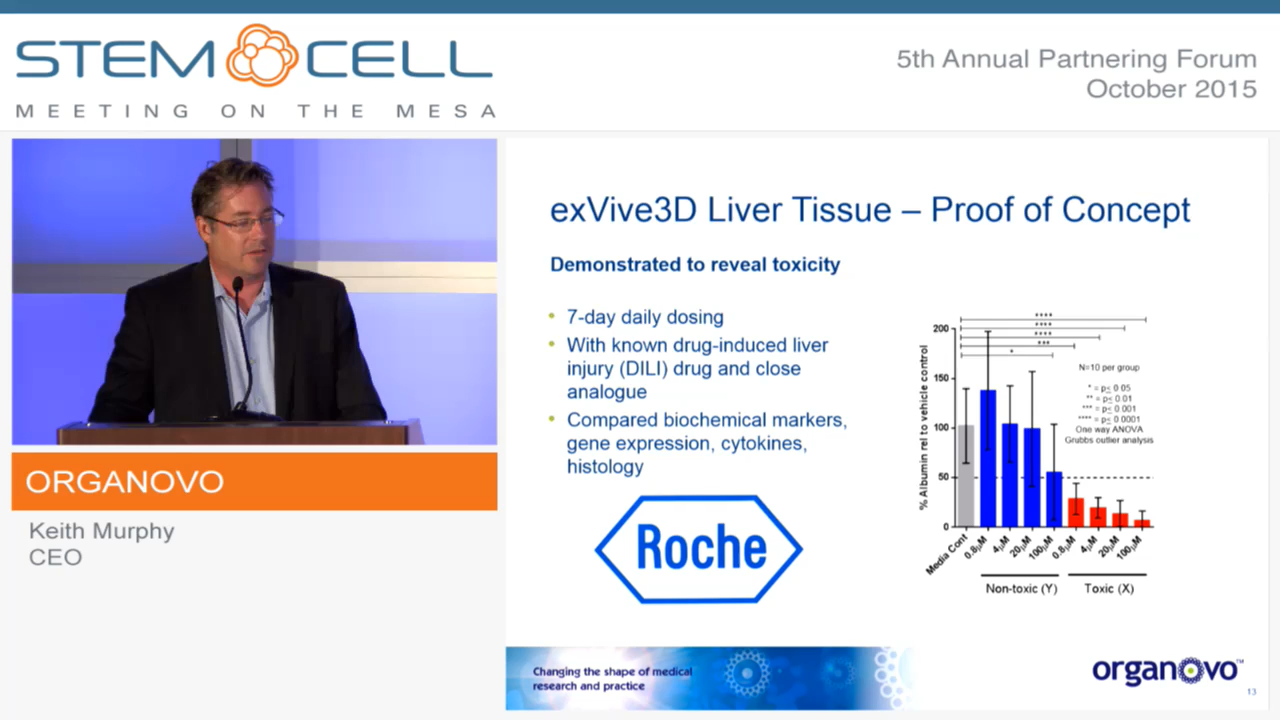 STEM CELL
MEETING ON THE MESA
5th Annual Partnering Forum
October 2015
ORGANOVO
Keith Murphy
CEO
exVive3D Liver Tissue – Proof of Concept
Demonstrated to reveal toxicity
• 7-day daily dosing
• With known drug-induced liver
injury (DILI) drug and close
analogue
• Compared biochemical markers,
gene expression, cytokines,
histology
Roche
% Albumin rel to vehicle control
200
150
100
50
0
****
****
****
***
*
N=10 per group
* = p≤ 0 05
** = p≤ 0 01
*** = p≤ 0 001
**** = p≤ 0 0001
One way ANOVA
Grubbs outlier analysis
Media Cont
0.8μM
4μM
20μM
100μM
0.8μM
4μM
20μM
100μM
Non-toxic (Y)
Toxic (X)
Changing the shape of medical
research and practice
organovo™
13